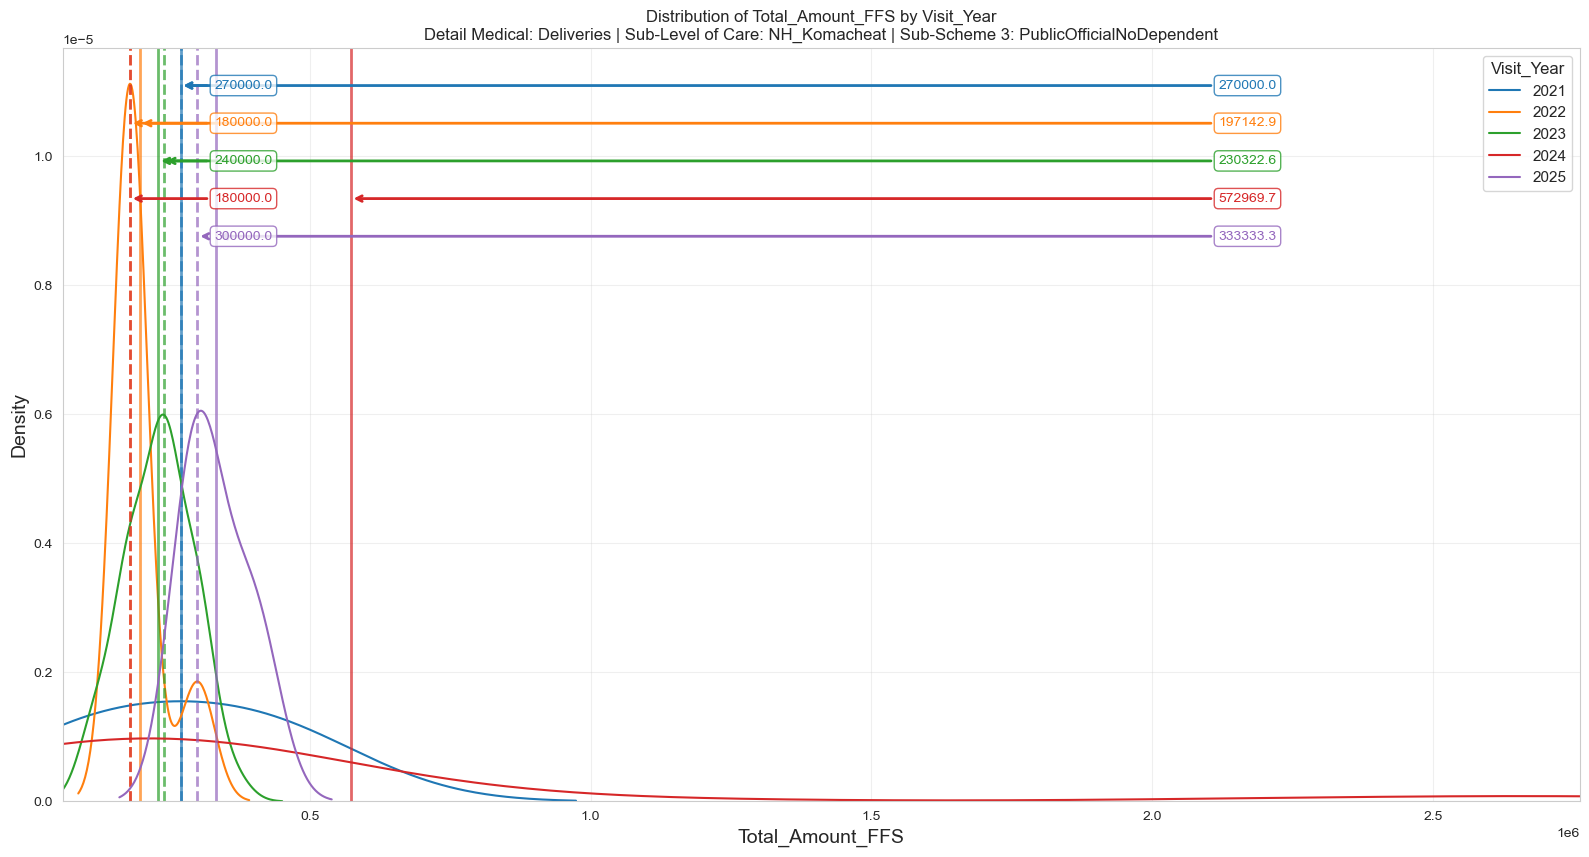 Distribution of Total_Amount_FFS by Visit_Year
Detail Medical: Deliveries | Sub-Level of Care: NH_Komacheat | Sub-Scheme 3: PublicOfficialNoDependent
1e−5
Visit_Year
2021
2022
2023
2024
2025
270000.0 270000.0
180000.0 197142.9
240000.0 230322.6
180000.0 572969.7
300000.0 333333.3
Density
1.0
0.8
0.6
0.4
0.2
0.0
0.5 1.0 1.5 2.0 2.5
1e6
Total_Amount_FFS